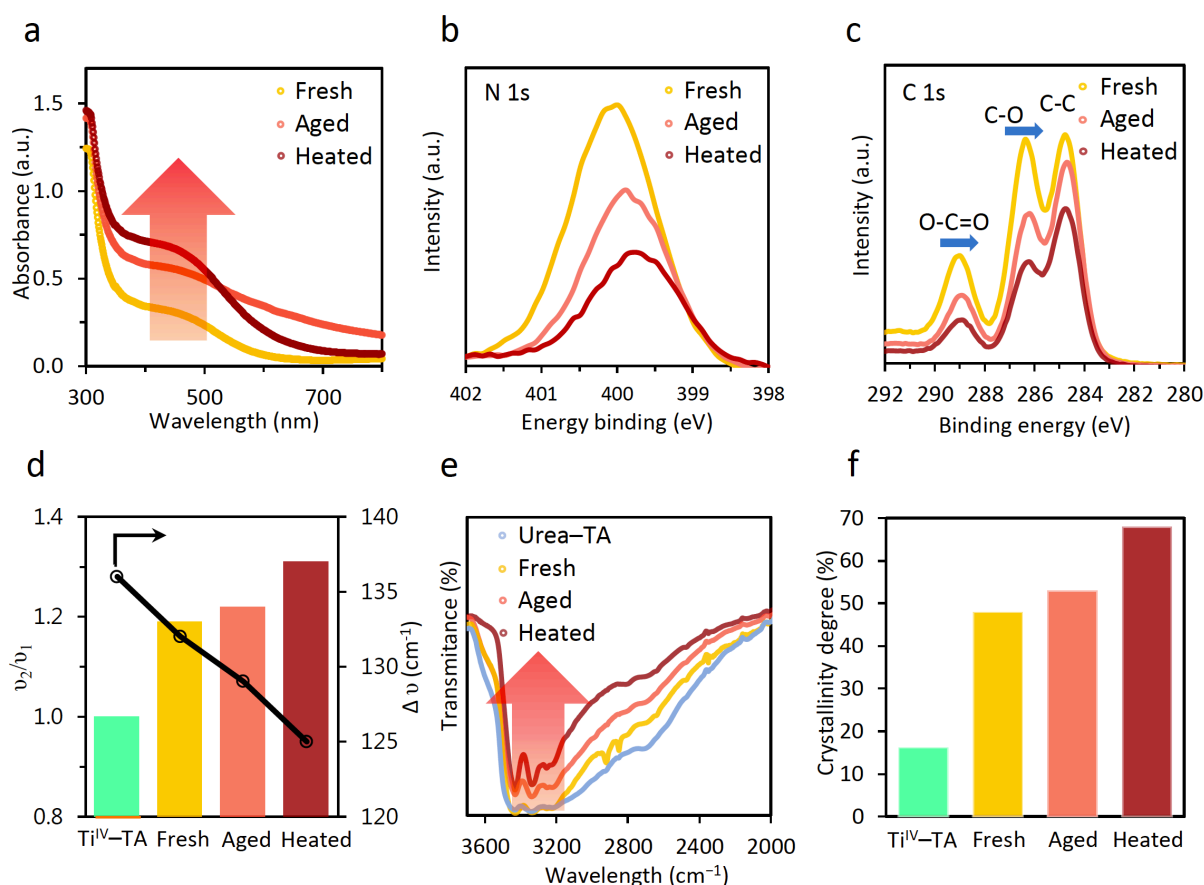 a
Fresh
Aged
Heated
1.5
1.0
0.5
0.0
Absorbance (a.u.)
300
500
700
Wavelength (nm)
b
N 1s
Fresh
Aged
Heated
Intensity (a.u.)
402
401
400
399
398
Energy binding (eV)
c
C 1s
Fresh
Aged
Heated
C-O
C-C
O-C=O
Intensity (a.u.)
292
290
288
286
284
282
280
Binding energy (eV)
d
1.4
1.2
1.0
0.8
υ₂/υ₁
140
135
130
125
120
Δ υ (cm⁻¹)
Tiᴵⱽ–TA
Fresh
Aged
Heated
e
Urea–TA
Fresh
Aged
Heated
Transmitance (%)
3600
3200
2800
2400
2000
Wavelength (cm⁻¹)
f
70
60
50
40
30
20
10
0
Crystallinity degree (%)
Tiᴵⱽ–TA
Fresh
Aged
Heated